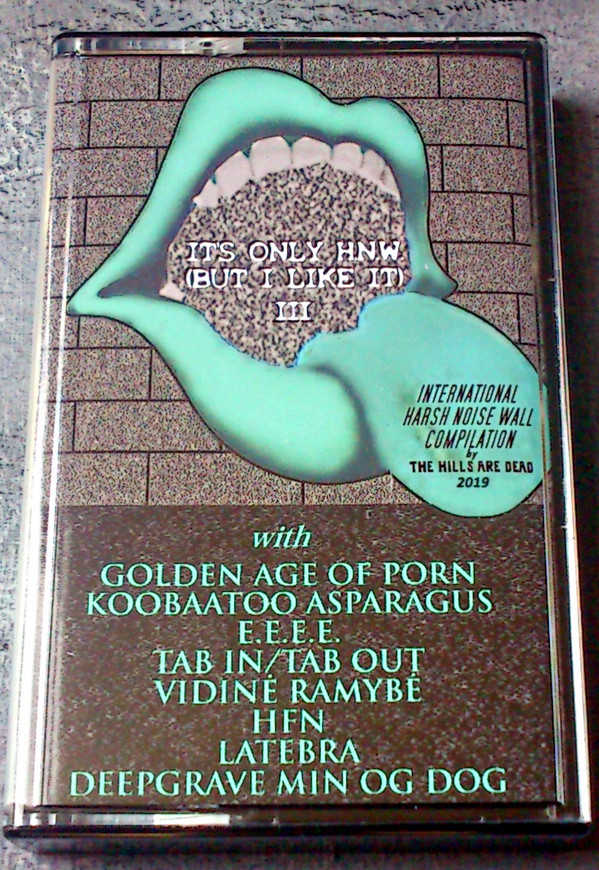 IT'S ONLY H.N.W.
(BUT I LIKE IT)
III
INTERNATIONAL
HARSH NOISE WALL
COMPILATION
by
THE HILLS ARE DEAD
2019
with
GOLDEN AGE OF PORN
KOOBAATOO ASPARAGUS
E.E.E.E.
TAB IN/TAB OUT
VIDINĖ RAMYBĖ
HFN
LATEBRA
DEEPGRAVE MIN OG DOG